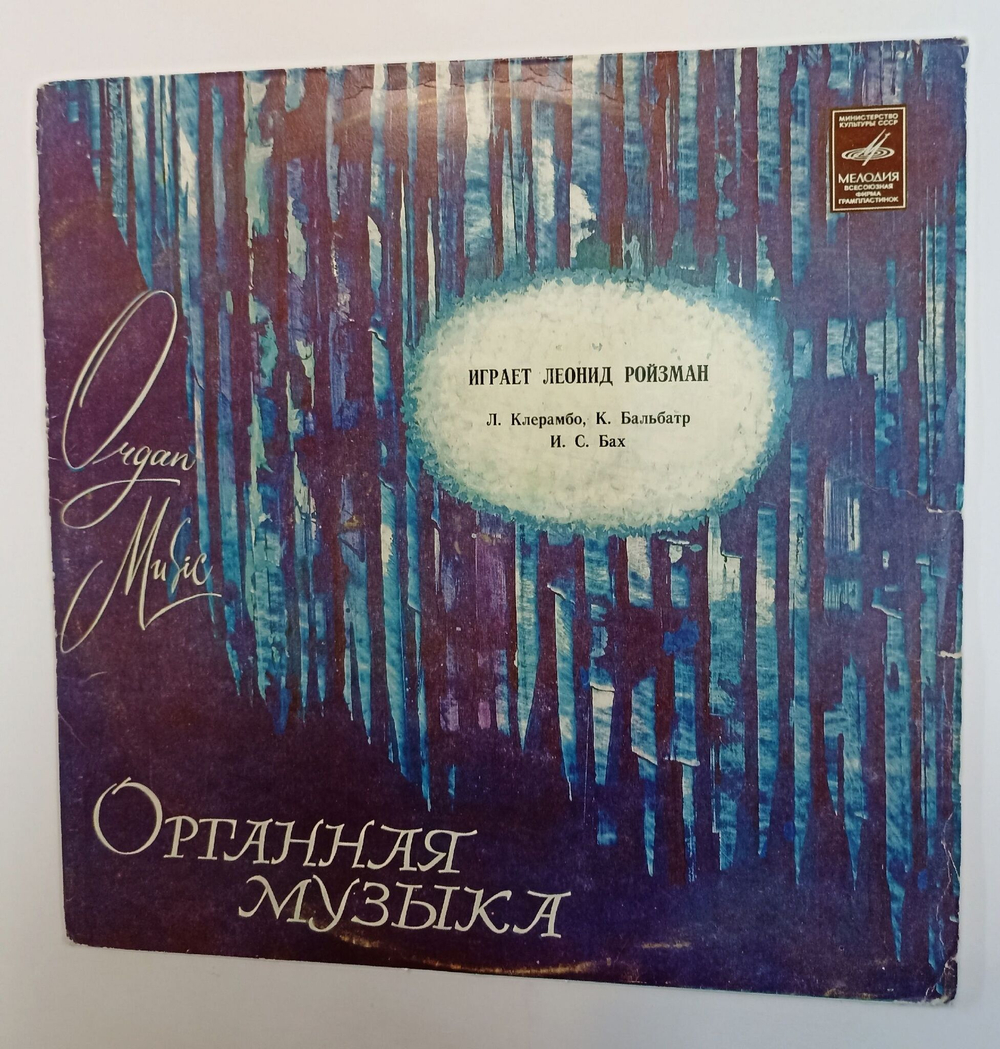 МИНИСТЕРСТВО
КУЛЬТУРЫ СССР
МЕЛОДИЯ
ВСЕСОЮЗНАЯ
ФИРМА
ГРАМПЛАСТИНОК
Organ
Music
ИГРАЕТ ЛЕОНИД РОЙЗМАН
Л. Клерамбо, К. Бальбатр
И. С. Бах
ОРГАННАЯ
МУЗЫКА